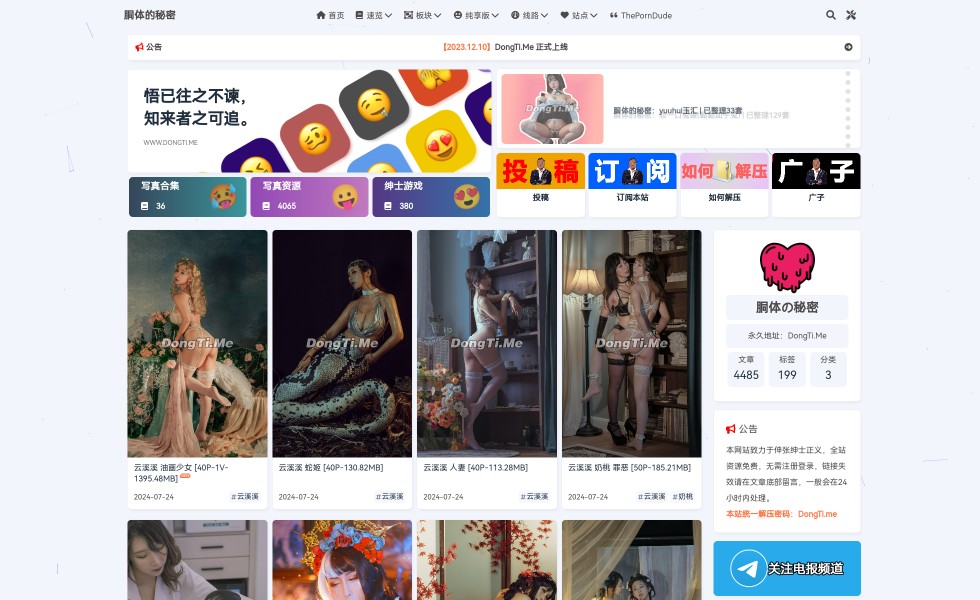 胴体的秘密
首页
速览
板块
纯享版
线路
站点
ThePornDude
公告
【2023.12.10】DongTi.Me 正式上线
悟已往之不谏，
知来者之可追。
WWW.DONGTI.ME
DongTi.Me
胴体的秘密：yuuhui玉汇 | 已整理33套
写真合集
36
写真资源
4065
绅士游戏
380
投 稿
订 阅
如何 解压
广 子
投稿
订阅本站
如何解压
广子
DongTi.Me
DongTi.Me
DongTi.Me
DongTi.Me
云溪溪 油画少女 [40P-1V-
1395.48MB]
2024-07-24
#云溪溪
云溪溪 蛇姬 [40P-130.82MB]
2024-07-24
#云溪溪
云溪溪 人妻 [40P-113.28MB]
2024-07-24
#云溪溪
云溪溪 奶桃 罪恶 [50P-185.21MB]
2024-07-24
#云溪溪 #奶桃
胴体の秘密
永久地址：DongTi.Me
文章
4485
标签
199
分类
3
公告
本网站致力于伸张绅士正义，全站
资源免费，无需注册登录，链接失
效请在文章底部留言，一般会在24
小时内处理。
本站统一解压密码：DongTi.me
关注电报频道